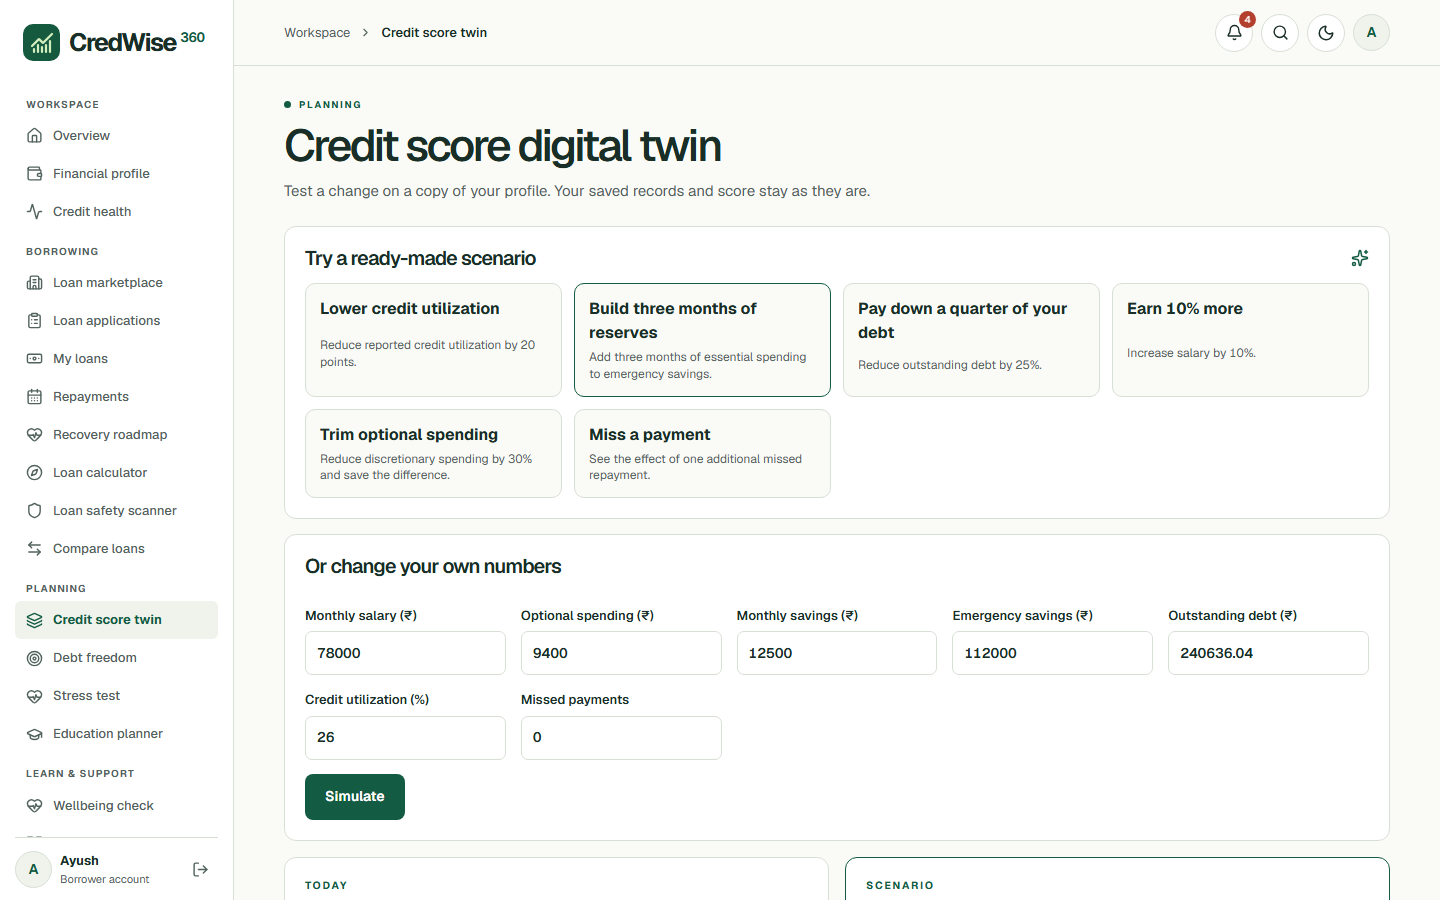 CredWise 360
Workspace > Credit score twin
4
A
WORKSPACE
Overview
Financial profile
Credit health
BORROWING
Loan marketplace
Loan applications
My loans
Repayments
Recovery roadmap
Loan calculator
Loan safety scanner
Compare loans
PLANNING
Credit score twin
Debt freedom
Stress test
Education planner
LEARN & SUPPORT
Wellbeing check
A
Ayush
Borrower account
PLANNING
Credit score digital twin
Test a change on a copy of your profile. Your saved records and score stay as they are.
Try a ready-made scenario
Lower credit utilization
Reduce reported credit utilization by 20
points.
Build three months of
reserves
Add three months of essential spending
to emergency savings.
Pay down a quarter of your
debt
Reduce outstanding debt by 25%.
Earn 10% more
Increase salary by 10%.
Trim optional spending
Reduce discretionary spending by 30%
and save the difference.
Miss a payment
See the effect of one additional missed
repayment.
Or change your own numbers
Monthly salary (₹)
78000
Optional spending (₹)
9400
Monthly savings (₹)
12500
Emergency savings (₹)
112000
Outstanding debt (₹)
240636.04
Credit utilization (%)
26
Missed payments
0
Simulate
TODAY
SCENARIO